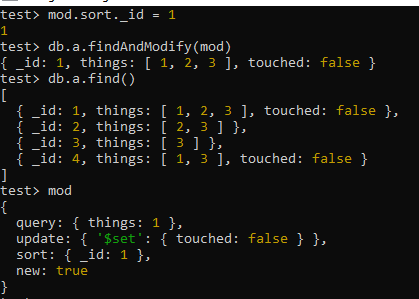 test> mod.sort._id = 1
1
test> db.a.findAndModify(mod)
{ _id: 1, things: [ 1, 2, 3 ], touched: false }
test> db.a.find()
[
  { _id: 1, things: [ 1, 2, 3 ], touched: false },
  { _id: 2, things: [ 2, 3 ] },
  { _id: 3, things: [ 3 ] },
  { _id: 4, things: [ 1, 3 ], touched: false }
]
test> mod
{
  query: { things: 1 },
  update: { '$set': { touched: false } },
  sort: { _id: 1 },
  new: true
}